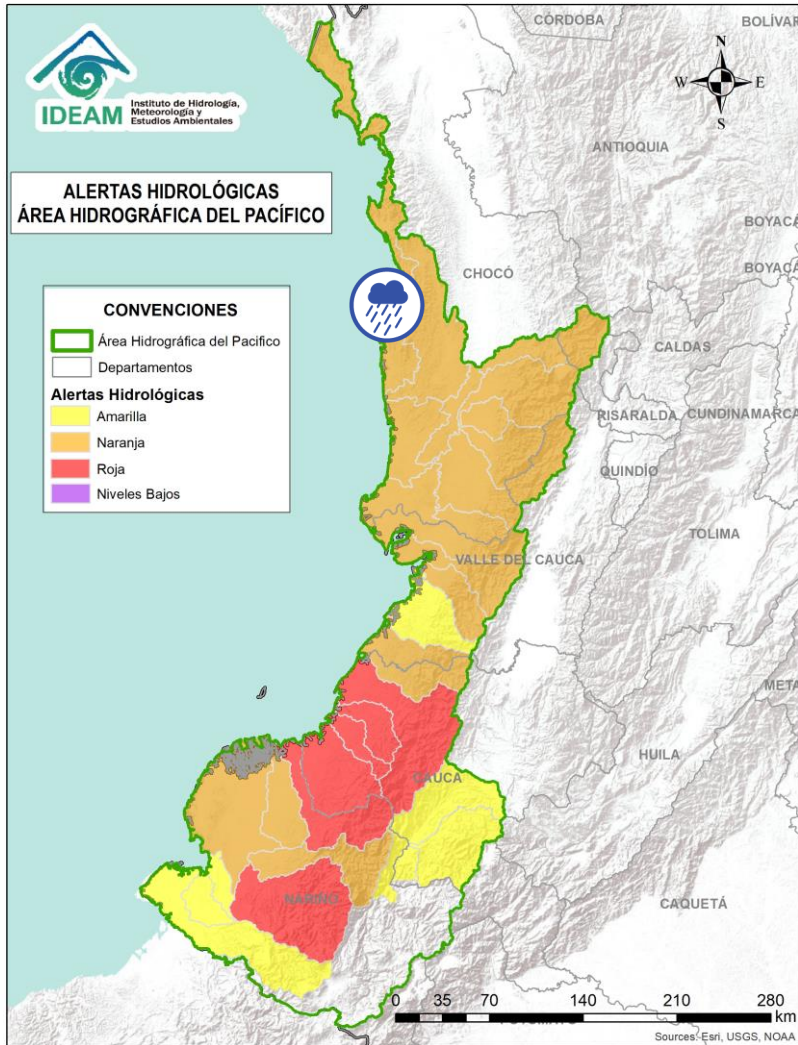 CÓRDOBA
BOLÍVAR
N
W
E
S
IDEAM
Instituto de Hidrología,
Meteorología y
Estudios Ambientales
ANTIOQUIA
ALERTAS HIDROLÓGICAS
ÁREA HIDROGRÁFICA DEL PACÍFICO
BOYACÁ
BOYACÁ
CHOCÓ
CONVENCIONES
Área Hidrográfica del Pacifico
Departamentos
Alertas Hidrológicas
Amarilla
Naranja
Roja
Niveles Bajos
CALDAS
RISARALDA
CUNDINAMARCA
QUINDÍO
TOLIMA
VALLE DEL CAUCA
META
HUILA
CAUCA
NARIÑO
CAQUETÁ
0 35 70 140 210 280
km
Sources: Esri, USGS, NOAA